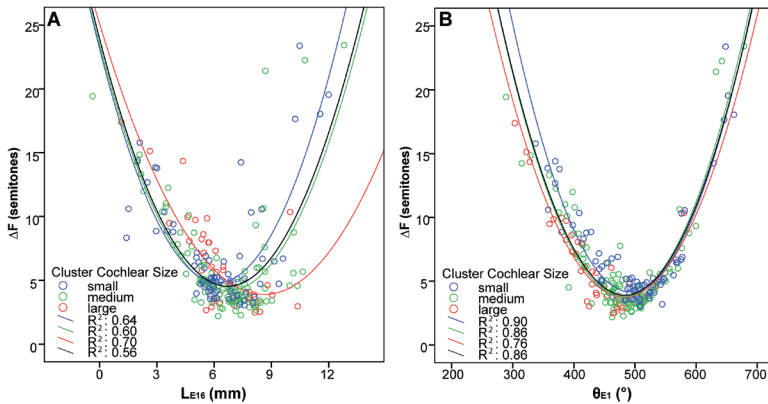 A
25
20
15
10
5
0
ΔF (semitones)
Cluster Cochlear Size
small
medium
large
R²: 0.64
R²: 0.60
R²: 0.70
R²: 0.56
0 3 6 9 12
L_E16 (mm)
B
25
20
15
10
5
0
ΔF (semitones)
Cluster Cochlear Size
small
medium
large
R²: 0.90
R²: 0.86
R²: 0.76
R²: 0.86
200 300 400 500 600 700
θ_E1 (°)